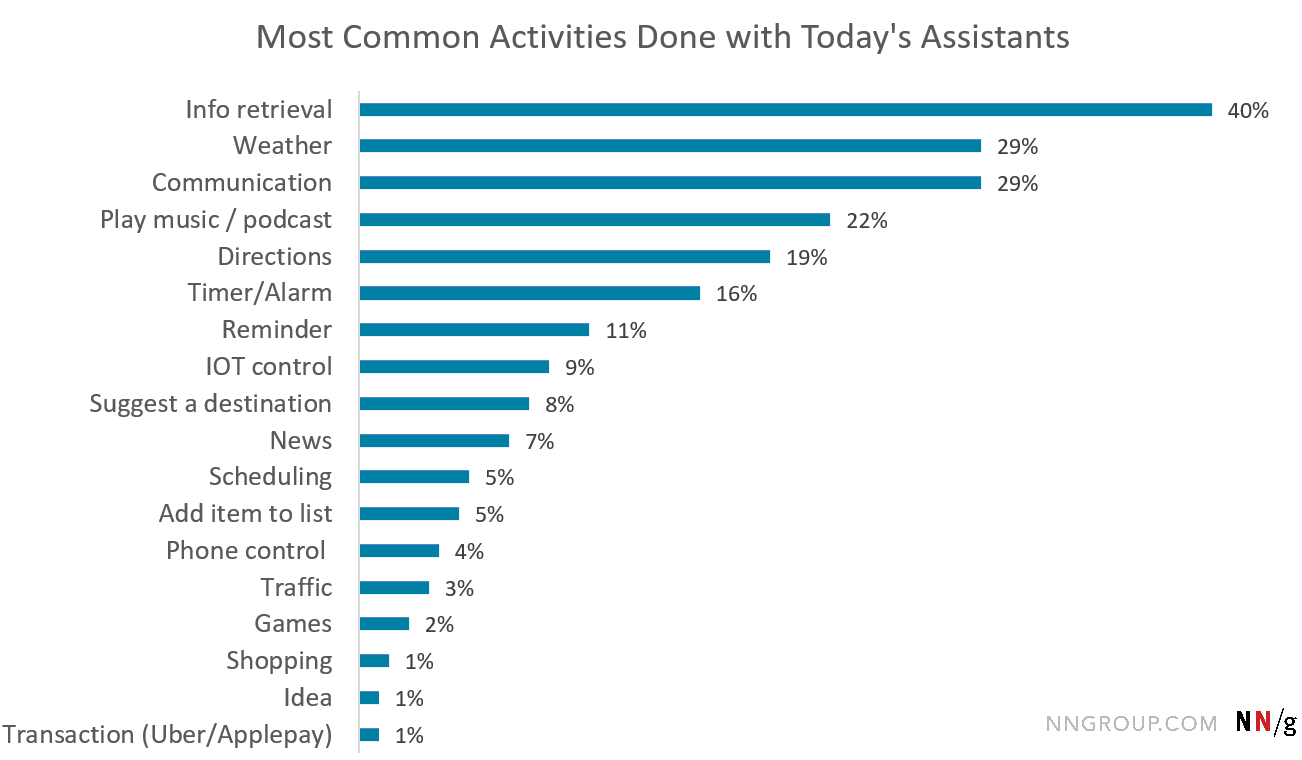 Most Common Activities Done with Today's Assistants
Info retrieval 40%
Weather 29%
Communication 29%
Play music / podcast 22%
Directions 19%
Timer/Alarm 16%
Reminder 11%
IOT control 9%
Suggest a destination 8%
News 7%
Scheduling 5%
Add item to list 5%
Phone control 4%
Traffic 3%
Games 2%
Shopping 1%
Idea 1%
Transaction (Uber/Applepay) 1%
NNGROUP.COM NN/g